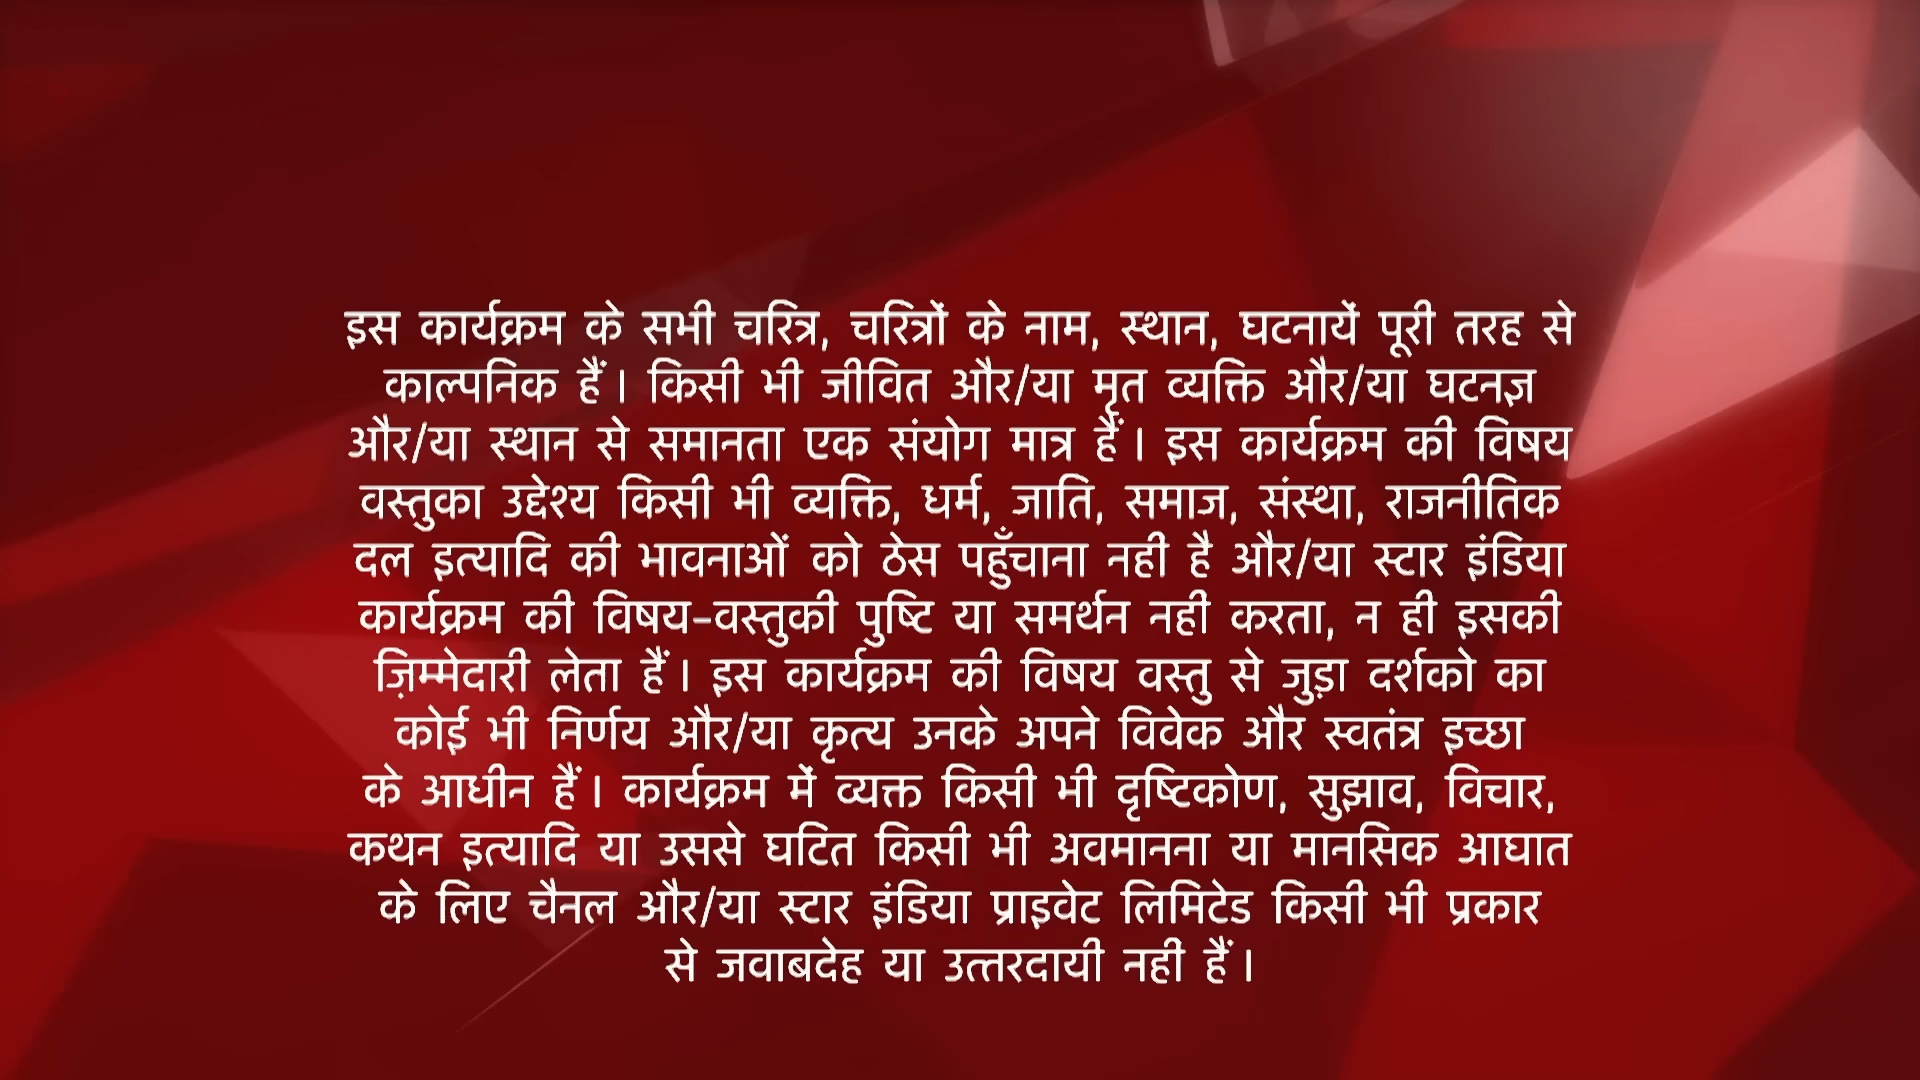 इस कार्यक्रम के सभी चरित्र, चरित्रों के नाम, स्थान, घटनायें पूरी तरह से
काल्पनिक हैं। किसी भी जीवित और/या मृत व्यक्ति और/या घटनज्ञ
और/या स्थान से समानता एक संयोग मात्र हैं। इस कार्यक्रम की विषय
वस्तुका उद्देश्य किसी भी व्यक्ति, धर्म, जाति, समाज, संस्था, राजनीतिक
दल इत्यादि की भावनाओं को ठेस पहुँचाना नही है और/या स्टार इंडिया
कार्यक्रम की विषय-वस्तुकी पुष्टि या समर्थन नही करता, न ही इसकी
ज़िम्मेदारी लेता हैं। इस कार्यक्रम की विषय वस्तु से जुड़ा दर्शको का
कोई भी निर्णय और/या कृत्य उनके अपने विवेक और स्वतंत्र इच्छा
के आधीन हैं। कार्यक्रम में व्यक्त किसी भी दृष्टिकोण, सुझाव, विचार,
कथन इत्यादि या उससे घटित किसी भी अवमानना या मानसिक आघात
के लिए चैनल और/या स्टार इंडिया प्राइवेट लिमिटेड किसी भी प्रकार
से जवाबदेह या उत्तरदायी नही हैं।